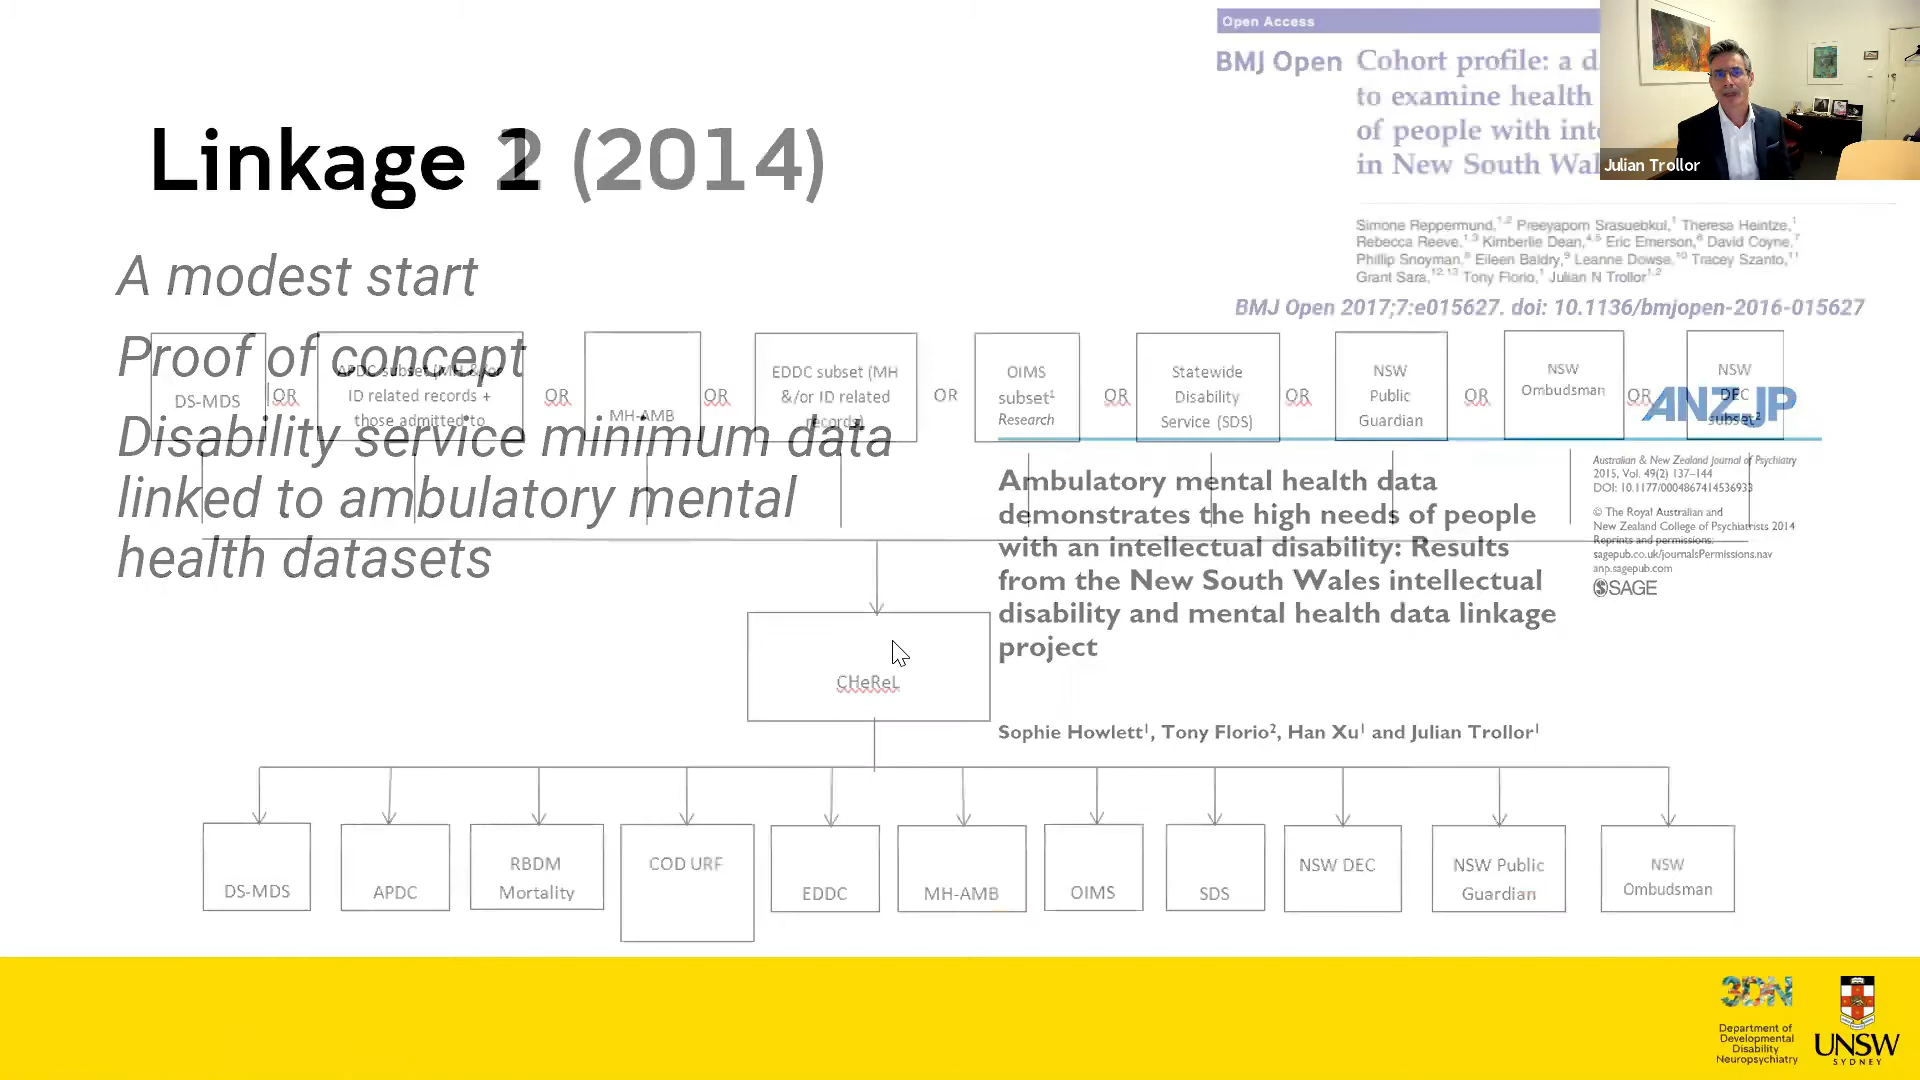 Open Access
BMJ Open Cohort profile: a d
to examine health
of people with int
in New South Wal
Julian Trollor
Linkage (2014)
Simone Reppermund,1,2 Preeyaporn Srasuebkul,1 Theresa Heintze,1
Rebecca Reeve,1,3 Kimberlie Dean,4,5 Eric Emerson,6 David Coyne,7
Phillip Snoyman,8 Eileen Baldry,9 Leanne Dowse,10 Tracey Szanto,11
Grant Sara,12,13 Tony Florio,1 Julian N Trollor1,2
BMJ Open 2017;7:e015627. doi: 10.1136/bmjopen-2016-015627
A modest start
Proof of concept
Disability service minimum data
linked to ambulatory mental
health datasets
DS-MDS
OR
APDC subset (MH &/or
ID related records +
those admitted to
OR
MH-AMB
OR
EDDC subset (MH
&/or ID related
records)
OR
OIMS
subset1
OR
Statewide
Disability
Service (SDS)
OR
NSW
Public
Guardian
OR
NSW
Ombudsman
OR
NSW
DEC
subset2
Research
ANZJP
Ambulatory mental health data
demonstrates the high needs of people
with an intellectual disability: Results
from the New South Wales intellectual
disability and mental health data linkage
project
Australian & New Zealand Journal of Psychiatry
2015, Vol. 49(2) 137–144
DOI: 10.1177/0004867414536933
© The Royal Australian and
New Zealand College of Psychiatrists 2014
Reprints and permissions:
sagepub.co.uk/journalsPermissions.nav
anp.sagepub.com
SAGE
Sophie Howlett1, Tony Florio2, Han Xu1 and Julian Trollor1
CHeReL
DS-MDS
APDC
RBDM
Mortality
COD URF
EDDC
MH-AMB
OIMS
SDS
NSW DEC
NSW Public
Guardian
NSW
Ombudsman
3DN
Department of
Developmental
Disability
Neuropsychiatry
UNSW
SYDNEY